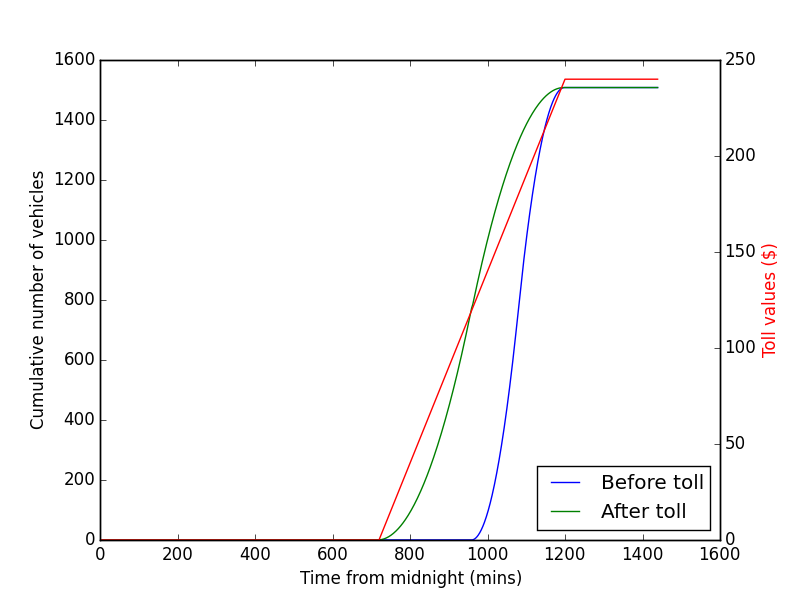 1600
1400
1200
1000
800
600
400
200
0
Cumulative number of vehicles
250
200
150
100
50
0
Toll values ($)
Before toll
After toll
0 200 400 600 800 1000 1200 1400 1600
Time from midnight (mins)